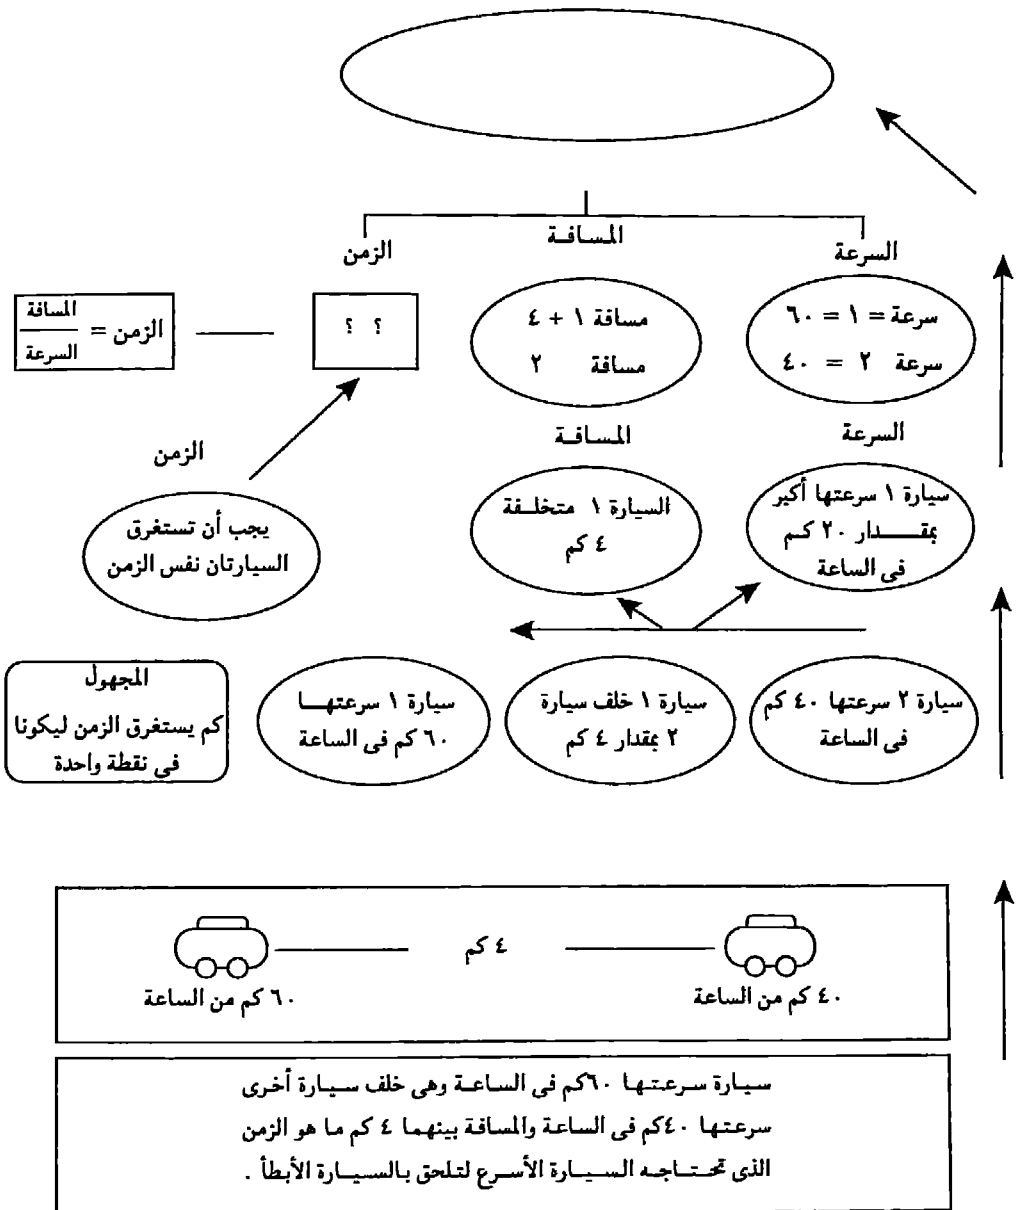 المسافة
السرعة
الزمن
سرعة = ١ = ٦٠
سرعة ٢ = ٤٠
مسافة ١ + ٤
مسافة ٢
؟ ؟
الزمن = المسافة
السرعة
السرعة
المسافة
الزمن
سيارة ١ سرعتها أكير
بمقدار ٢٠ كم
فى الساعة
السيارة ١ متخلفة
٤ كم
يجب أن تستغرق
السيارتان نفس الزمن
سيارة ٢ سرعتها ٤٠ كم
فى الساعة
سيارة ١ خلف سيارة
٢ بمقدار ٤ كم
سيارة ١ سرعتها
٦٠ كم فى الساعة
المجهول
كم يستغرق الزمن ليكونا
فى نقطة واحدة
٤ كم
٤٠ كم من الساعة
٦٠ كم من الساعة
سيارة سرعتها ٦٠كم فى الساعة وهى خلف سيارة أخرى
سرعتها ٤٠كم فى الساعة والمسافة بينهما ٤ كم ما هو الزمن
الذى تحتاجه السيارة الأسرع لتلحق بالسيارة الأبطأ .